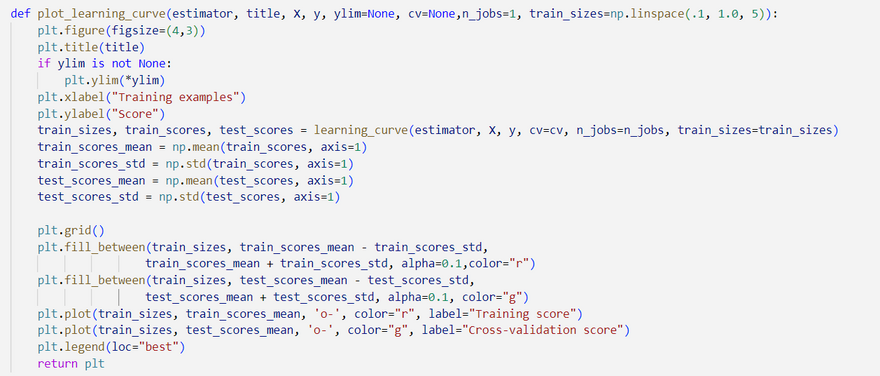 def plot_learning_curve(estimator, title, X, y, ylim=None, cv=None,n_jobs=1, train_sizes=np.linspace(.1, 1.0, 5)):
    plt.figure(figsize=(4,3))
    plt.title(title)
    if ylim is not None:
        plt.ylim(*ylim)
    plt.xlabel("Training examples")
    plt.ylabel("Score")
    train_sizes, train_scores, test_scores = learning_curve(estimator, X, y, cv=cv, n_jobs=n_jobs, train_sizes=train_sizes)
    train_scores_mean = np.mean(train_scores, axis=1)
    train_scores_std = np.std(train_scores, axis=1)
    test_scores_mean = np.mean(test_scores, axis=1)
    test_scores_std = np.std(test_scores, axis=1)

    plt.grid()
    plt.fill_between(train_sizes, train_scores_mean - train_scores_std,
                    train_scores_mean + train_scores_std, alpha=0.1,color="r")
    plt.fill_between(train_sizes, test_scores_mean - test_scores_std,
                    test_scores_mean + test_scores_std, alpha=0.1, color="g")
    plt.plot(train_sizes, train_scores_mean, 'o-', color="r", label="Training score")
    plt.plot(train_sizes, test_scores_mean, 'o-', color="g", label="Cross-validation score")
    plt.legend(loc="best")
    return plt